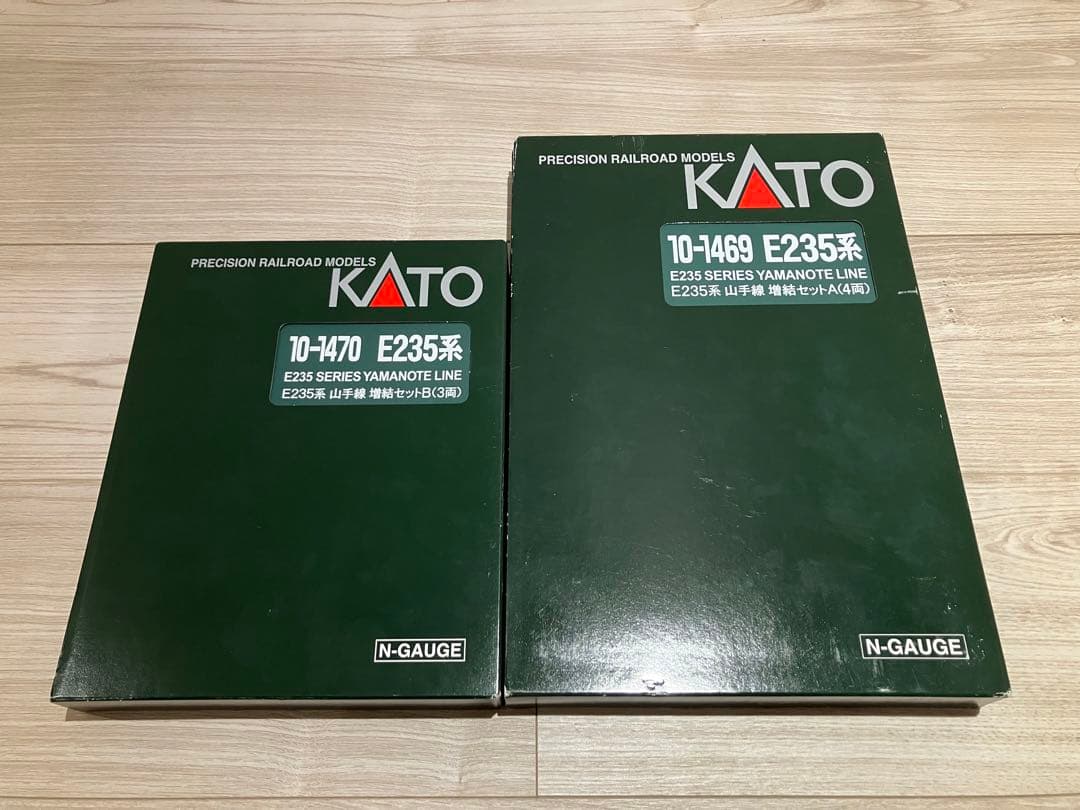 PRECISION RAILROAD MODELS
KATO
10-1470 E235系
E235 SERIES YAMANOTE LINE
E235系 山手線 増結セットB(3両)
N-GAUGE
PRECISION RAILROAD MODELS
KATO
10-1469 E235系
E235 SERIES YAMANOTE LINE
E235系 山手線 増結セットA(4両)
N-GAUGE